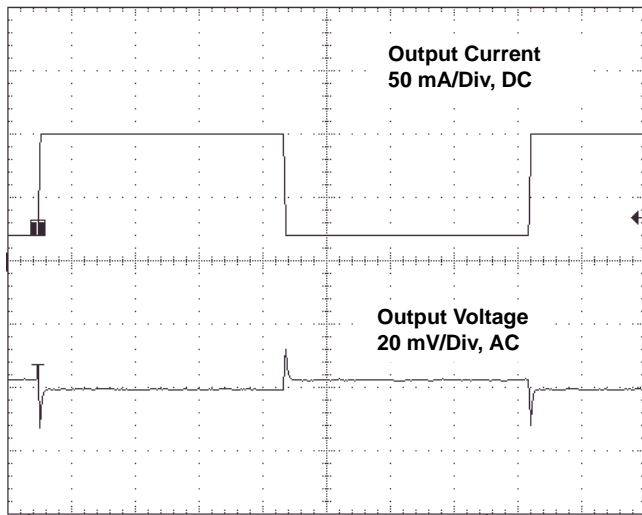 Output Current
50 mA/Div, DC
Output Voltage
20 mV/Div, AC